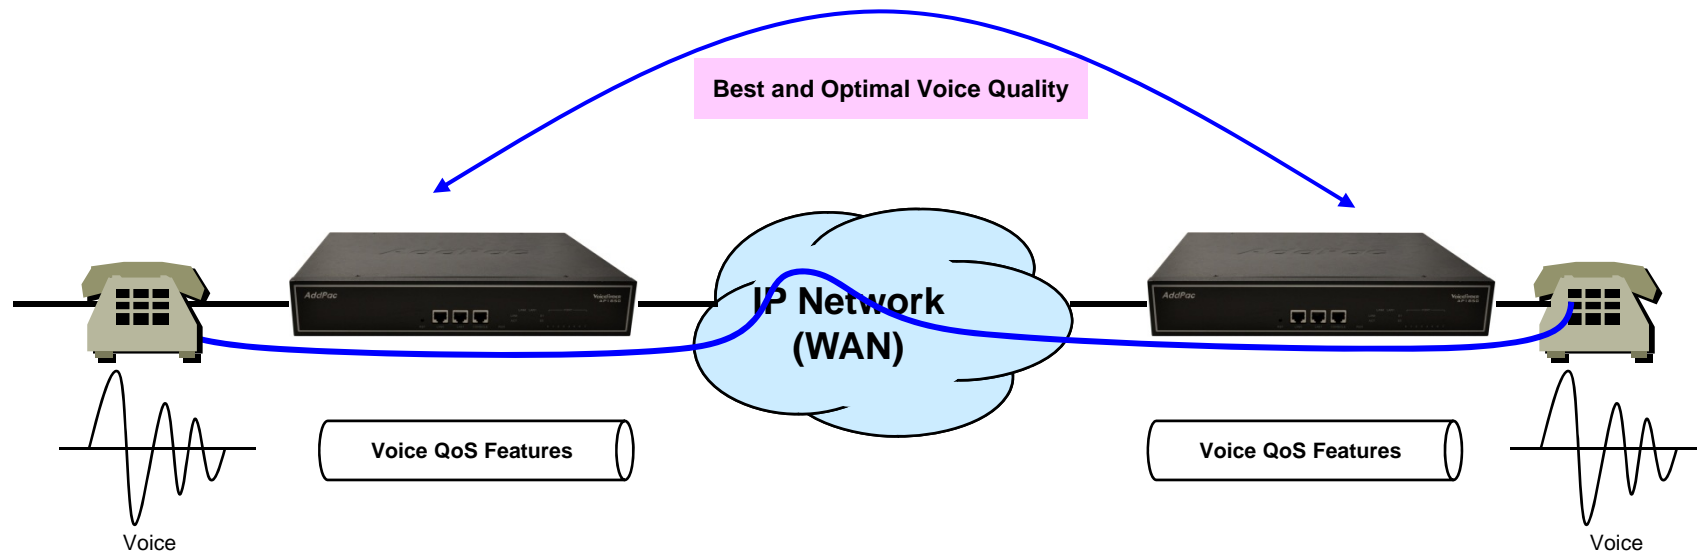 Best and Optimal Voice Quality
AddPac
AddPac
IP Network
(WAN)
Voice QoS Features
Voice QoS Features
Voice
Voice